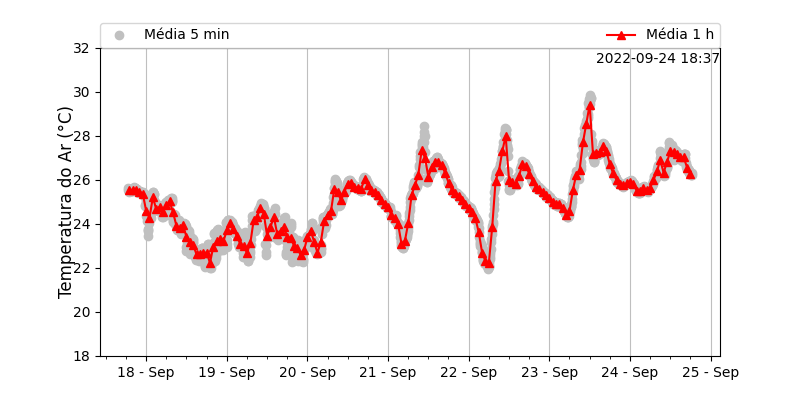 Média 5 min
Média 1 h
2022-09-24 18:37
Temperatura do Ar (°C)
32
30
28
26
24
22
20
18
18 - Sep
19 - Sep
20 - Sep
21 - Sep
22 - Sep
23 - Sep
24 - Sep
25 - Sep